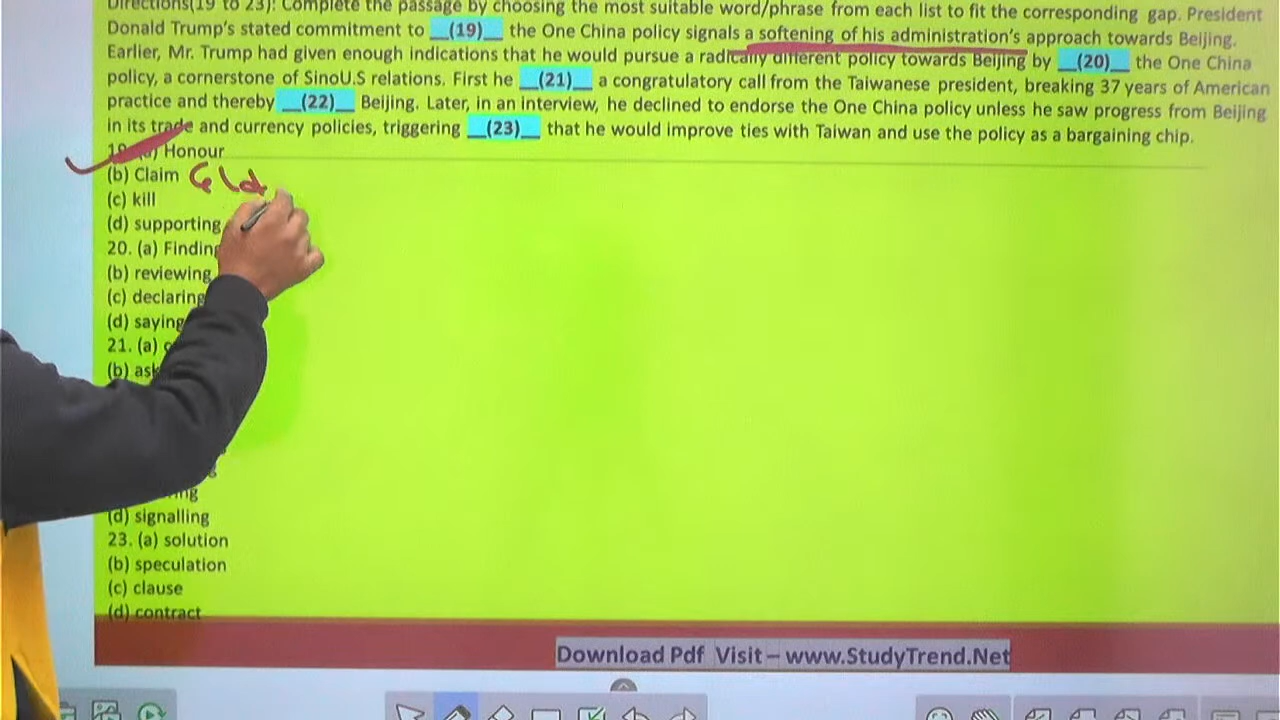 Directions(19 to 23): Complete the passage by choosing the most suitable word/phrase from each list to fit the corresponding gap. President
Donald Trump's stated commitment to __(19)__ the One China policy signals a softening of his administration's approach towards Beijing.
Earlier, Mr. Trump had given enough indications that he would pursue a radically different policy towards Beijing by __(20)__ the One China
policy, a cornerstone of SinoU.S relations. First he __(21)__ a congratulatory call from the Taiwanese president, breaking 37 years of American
practice and thereby __(22)__ Beijing. Later, in an interview, he declined to endorse the One China policy unless he saw progress from Beijing
in its trade and currency policies, triggering __(23)__ that he would improve ties with Taiwan and use the policy as a bargaining chip.
Honour
(b) Claim
(c) kill
(d) supporting
20. (a) Finding
(b) reviewing
(c) declaring
(d) saying
21. (a)
(b)
(d) signalling
23. (a) solution
(b) speculation
(c) clause
(d) contract
Download Pdf Visit – www.StudyTrend.Net